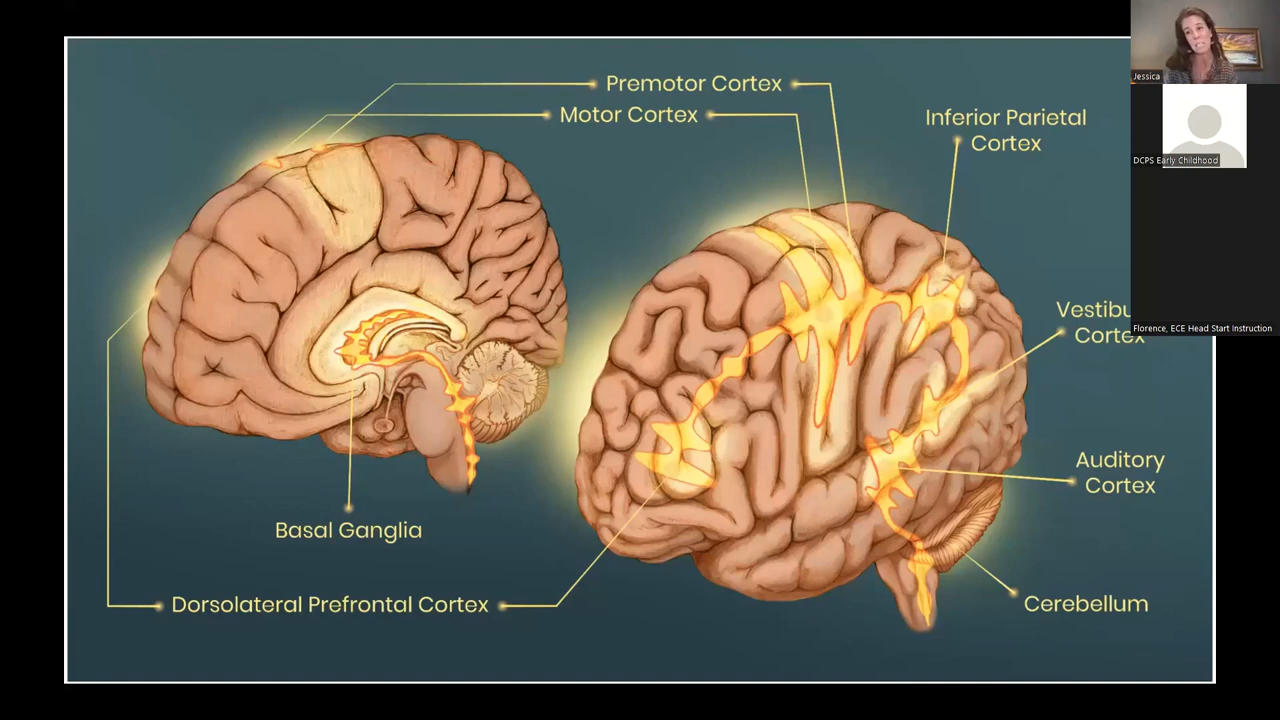 Premotor Cortex
Motor Cortex
Inferior Parietal
Cortex
Cortex
Auditory
Cortex
Basal Ganglia
Dorsolateral Prefrontal Cortex
Cerebellum
Jessica
DCPS Early Childhood
Florence, ECE Head Start Instruction